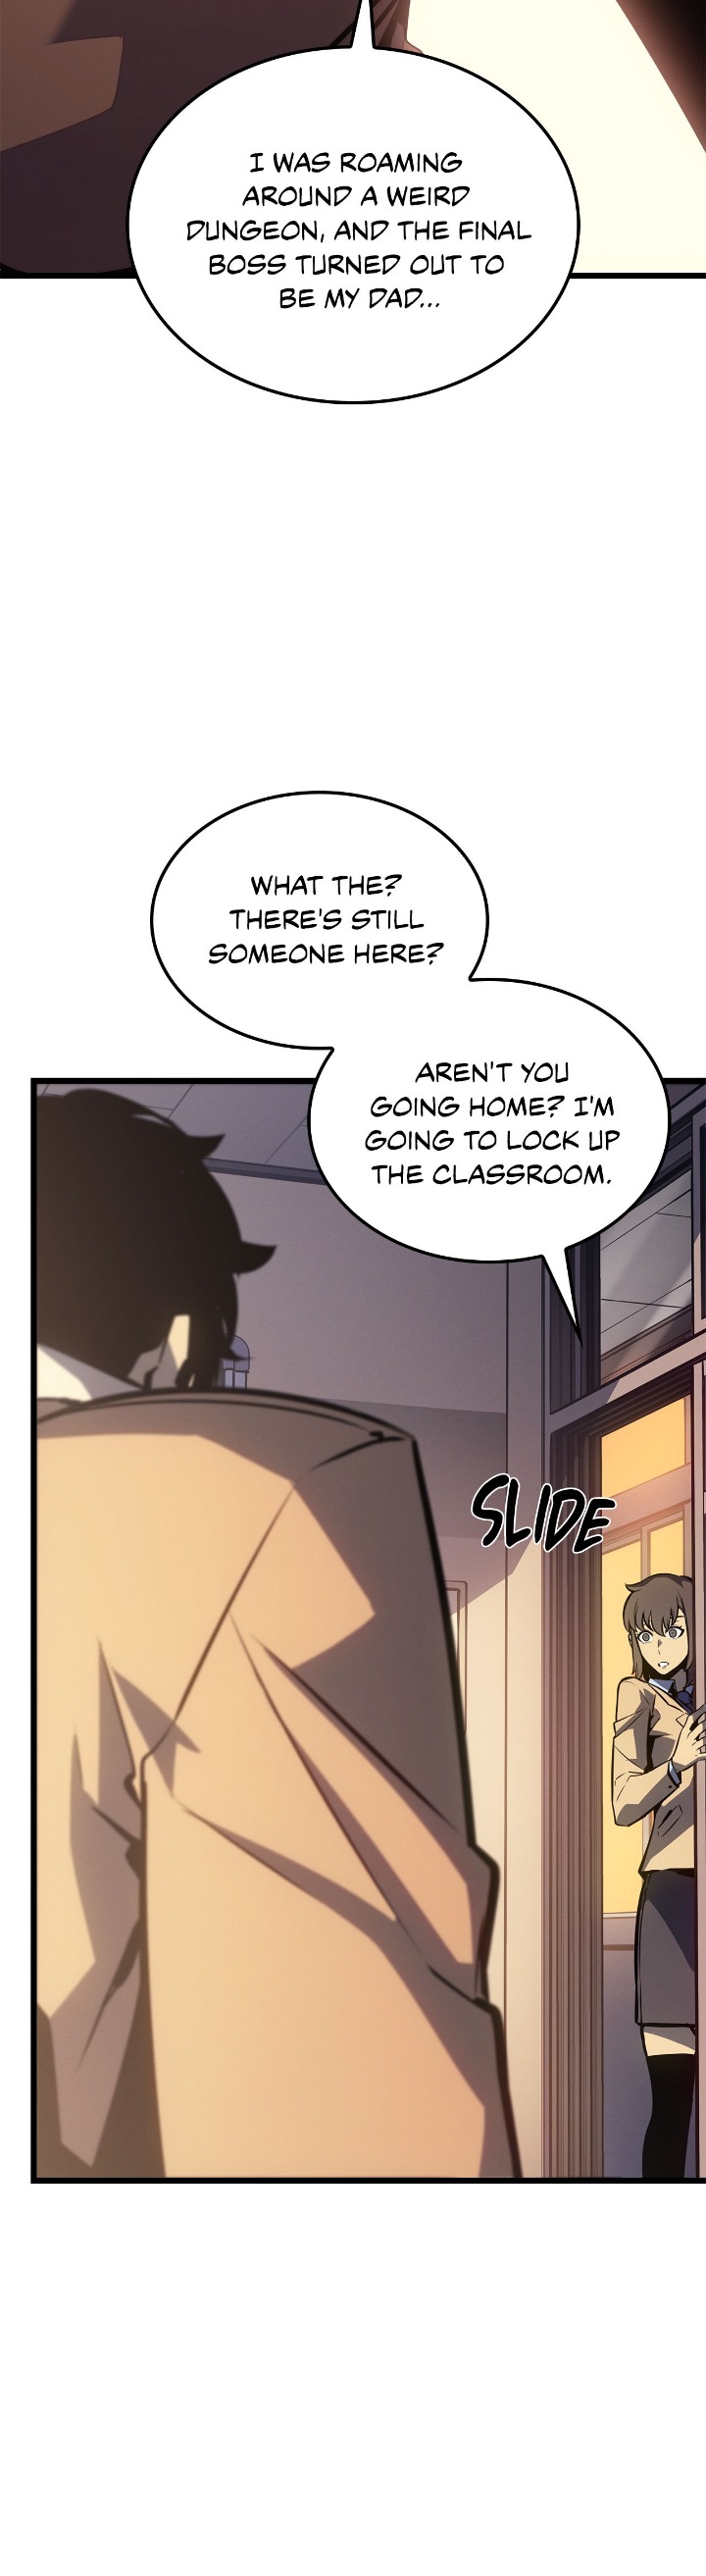 I WAS ROAMING
AROUND A WEIRD
DUNGEON, AND THE FINAL
BOSS TURNED OUT TO
BE MY DAD...
WHAT THE?
THERE'S STILL
SOMEONE HERE?
AREN'T YOU
GOING HOME? I'M
GOING TO LOCK UP
THE CLASSROOM.
SLIDE